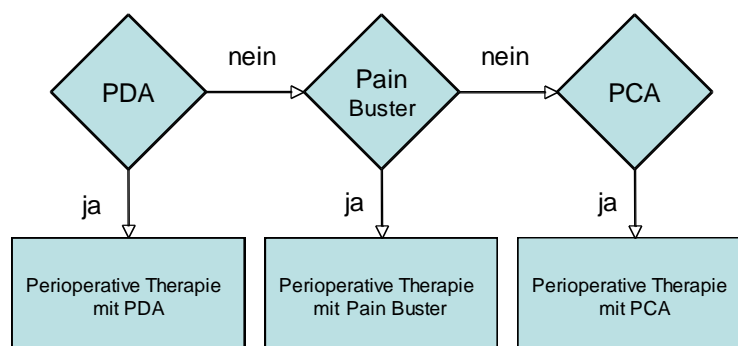 nein
nein
PDA
Pain
Buster
PCA
ja
ja
ja
Perioperative Therapie
mit PDA
Perioperative Therapie
mit Pain Buster
Perioperative Therapie
mit PCA